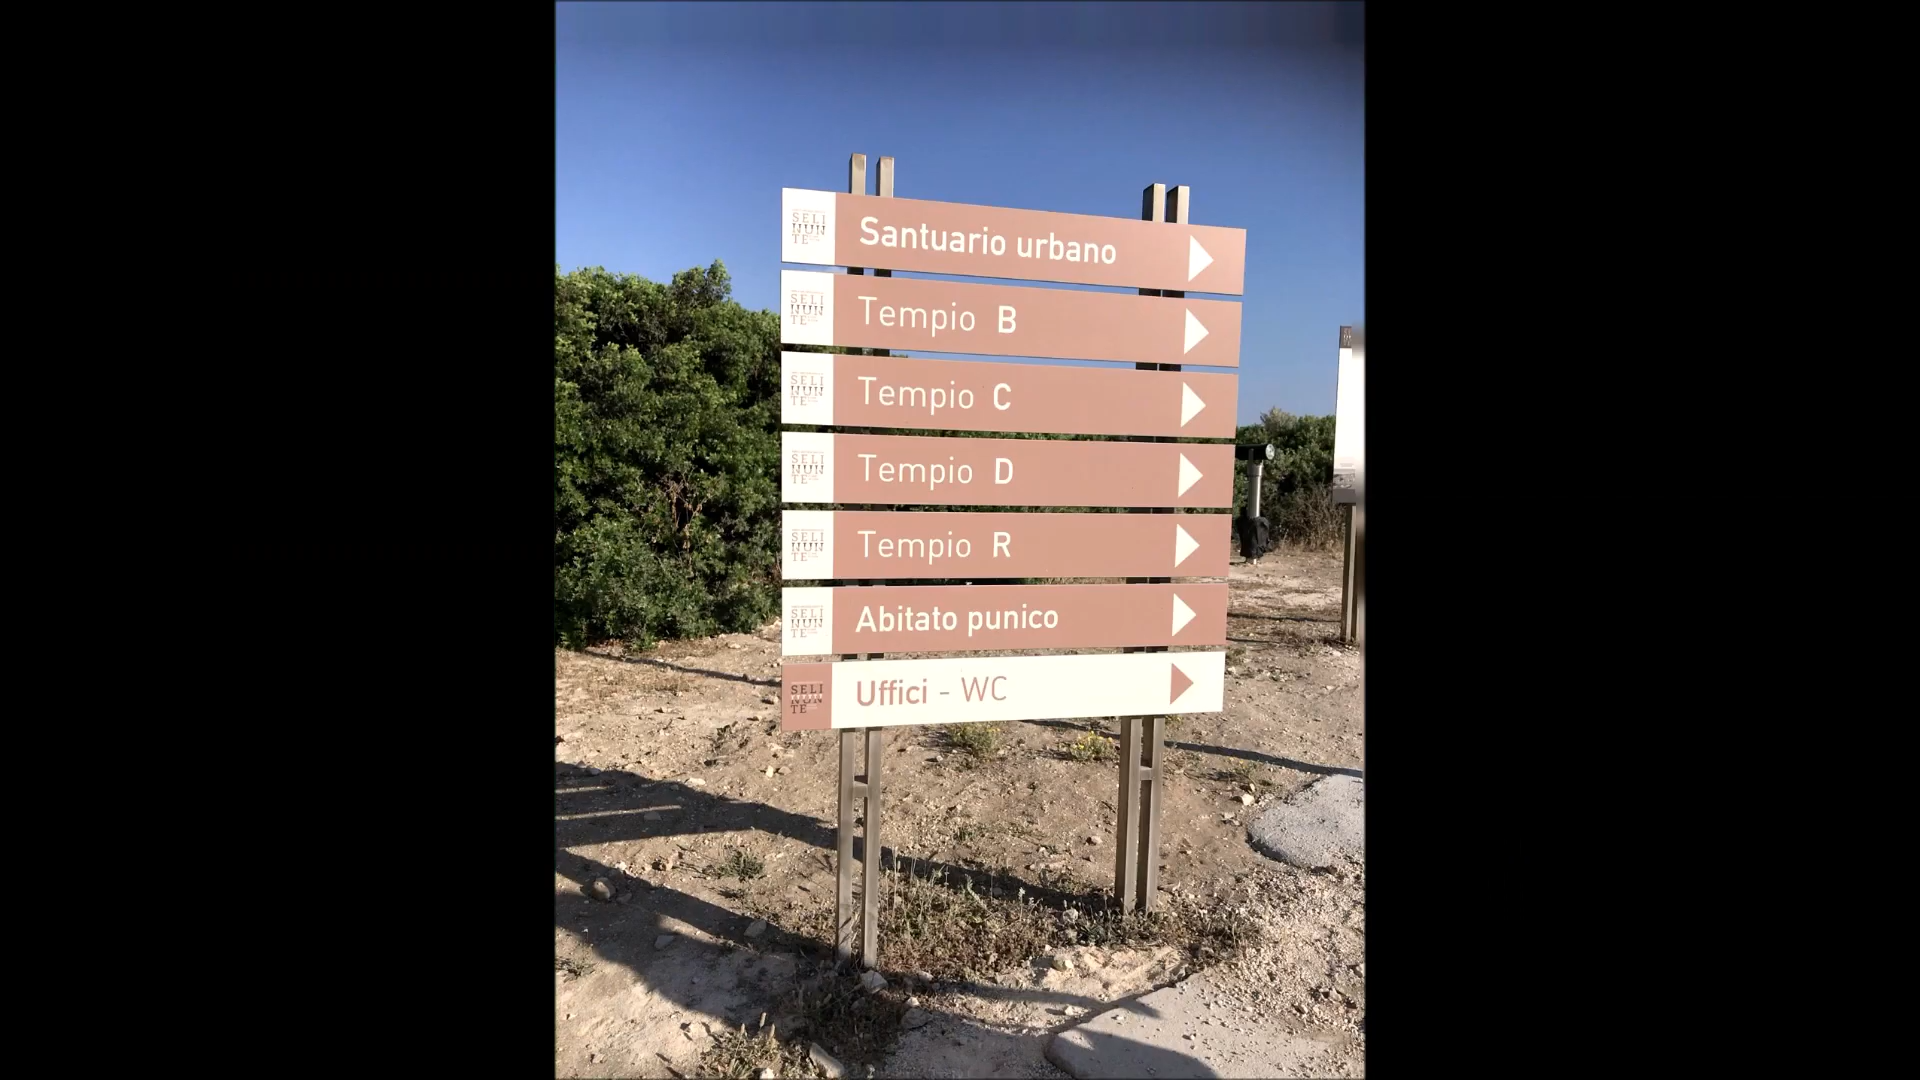 SELI
NUN
TE
Santuario urbano
SELI
NUN
TE
Tempio B
SELI
NUN
TE
Tempio C
SELI
NUN
TE
Tempio D
SELI
NUN
TE
Tempio R
SELI
NUN
TE
Abitato punico
SELI
NUN
TE
Uffici - WC